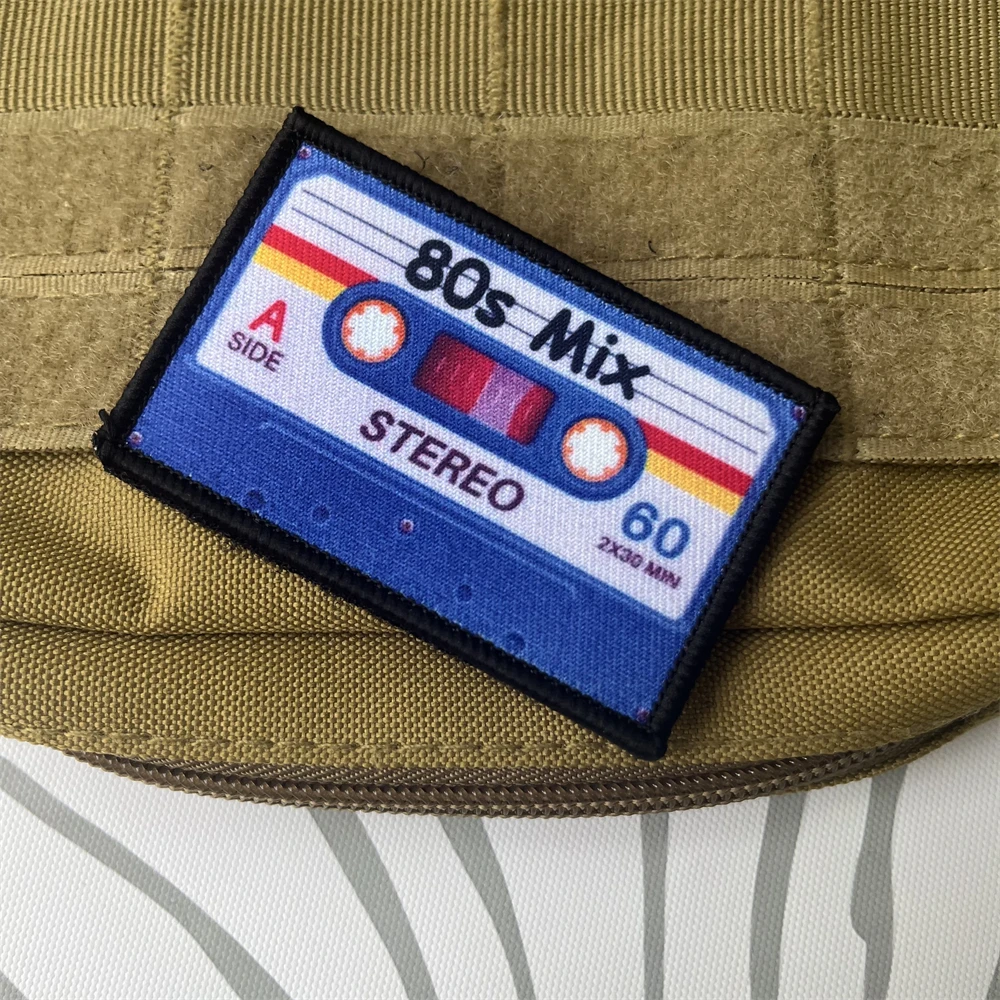 80s Mix
A
SIDE
STEREO
60
2X30 MIN